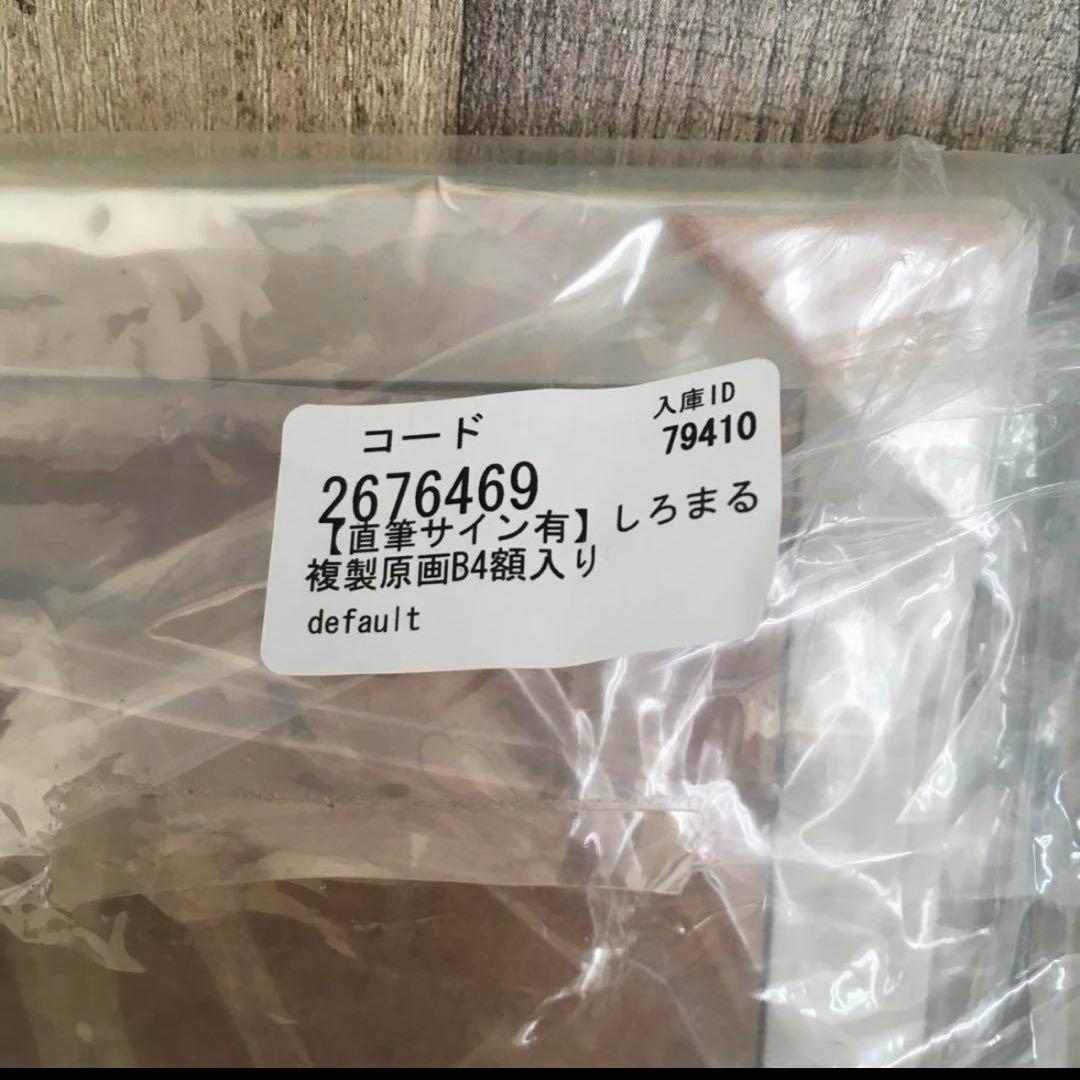 コード
入庫ID
79410
2676469
【直筆サイン有】しろまる
複製原画B4額入り
default